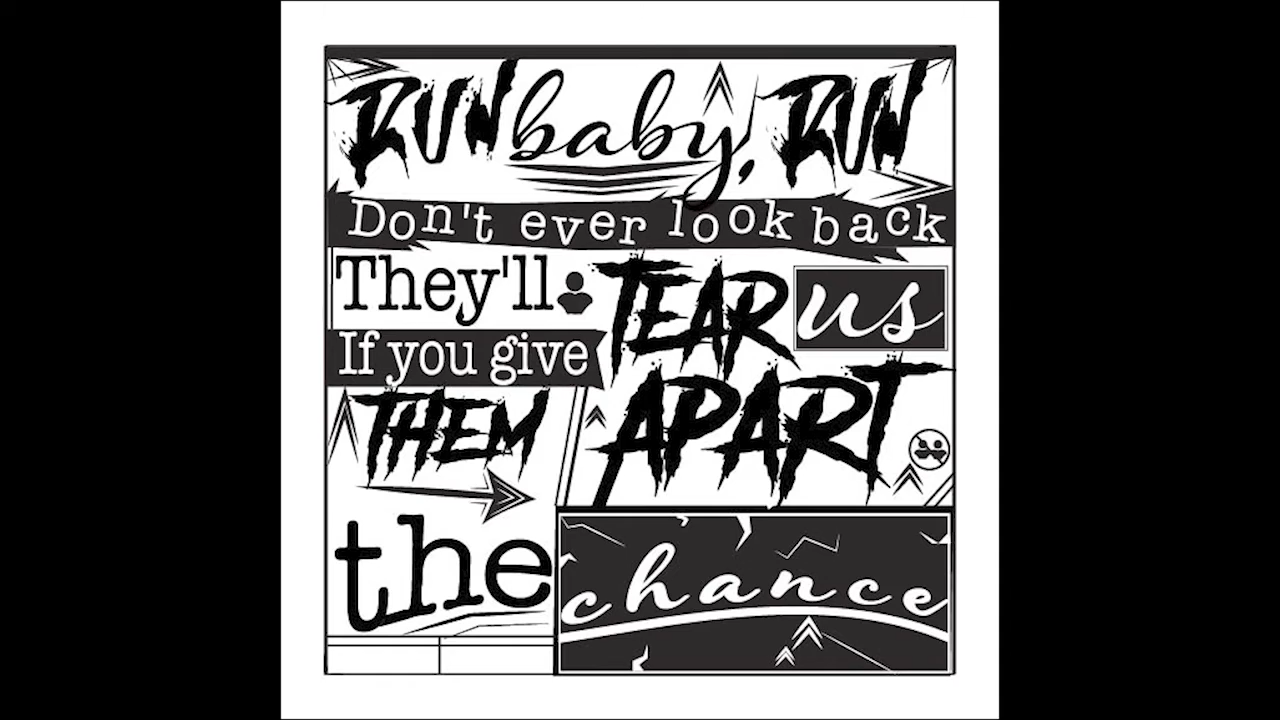 RUN baby, RUN
Don't ever look back
They'll TEAR us
APART
If you give
THEM
the chance